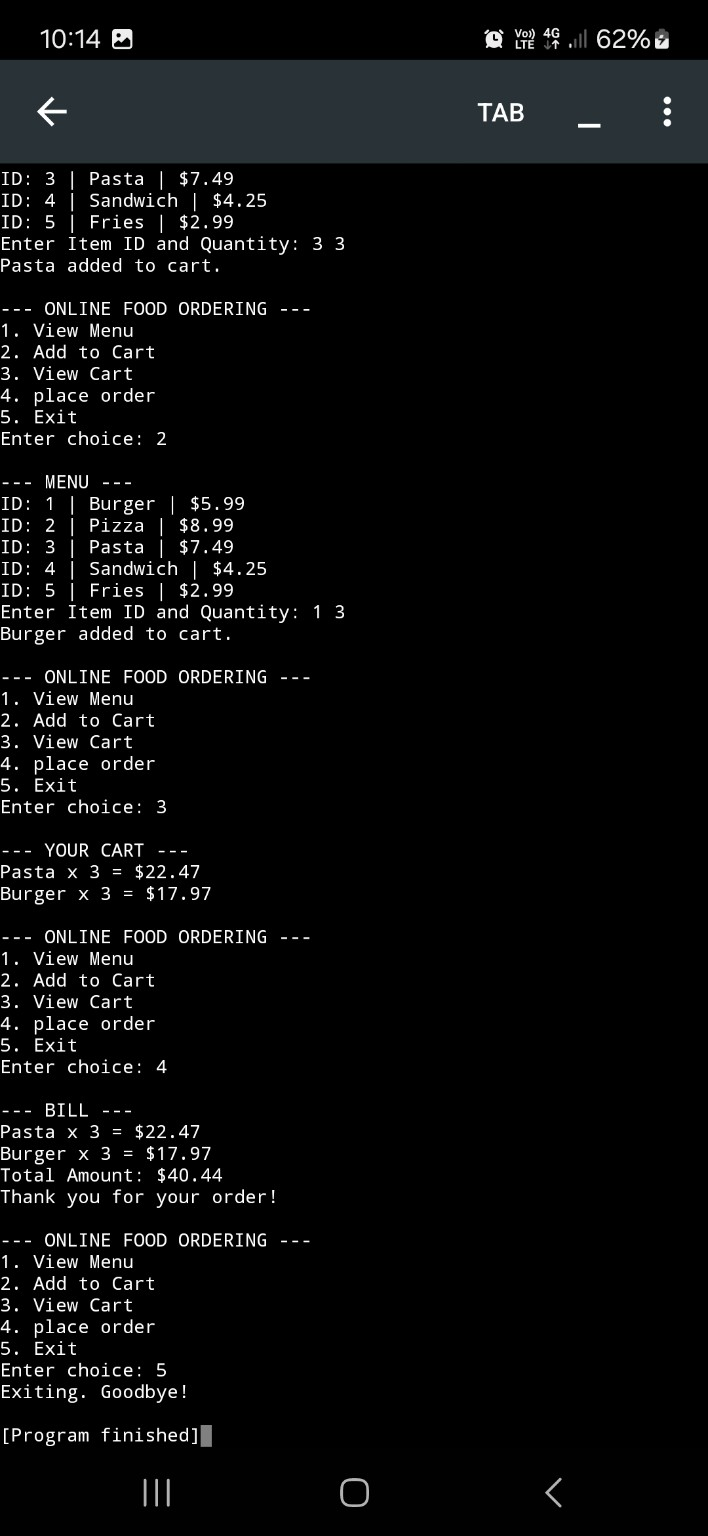 10:14 Vo)) LTE 4G 62%
TAB
ID: 3 | Pasta | $7.49
ID: 4 | Sandwich | $4.25
ID: 5 | Fries | $2.99
Enter Item ID and Quantity: 3 3
Pasta added to cart.
--- ONLINE FOOD ORDERING ---
1. View Menu
2. Add to Cart
3. View Cart
4. place order
5. Exit
Enter choice: 2
--- MENU ---
ID: 1 | Burger | $5.99
ID: 2 | Pizza | $8.99
ID: 3 | Pasta | $7.49
ID: 4 | Sandwich | $4.25
ID: 5 | Fries | $2.99
Enter Item ID and Quantity: 1 3
Burger added to cart.
--- ONLINE FOOD ORDERING ---
1. View Menu
2. Add to Cart
3. View Cart
4. place order
5. Exit
Enter choice: 3
--- YOUR CART ---
Pasta x 3 = $22.47
Burger x 3 = $17.97
--- ONLINE FOOD ORDERING ---
1. View Menu
2. Add to Cart
3. View Cart
4. place order
5. Exit
Enter choice: 4
--- BILL ---
Pasta x 3 = $22.47
Burger x 3 = $17.97
Total Amount: $40.44
Thank you for your order!
--- ONLINE FOOD ORDERING ---
1. View Menu
2. Add to Cart
3. View Cart
4. place order
5. Exit
Enter choice: 5
Exiting. Goodbye!
[Program finished]